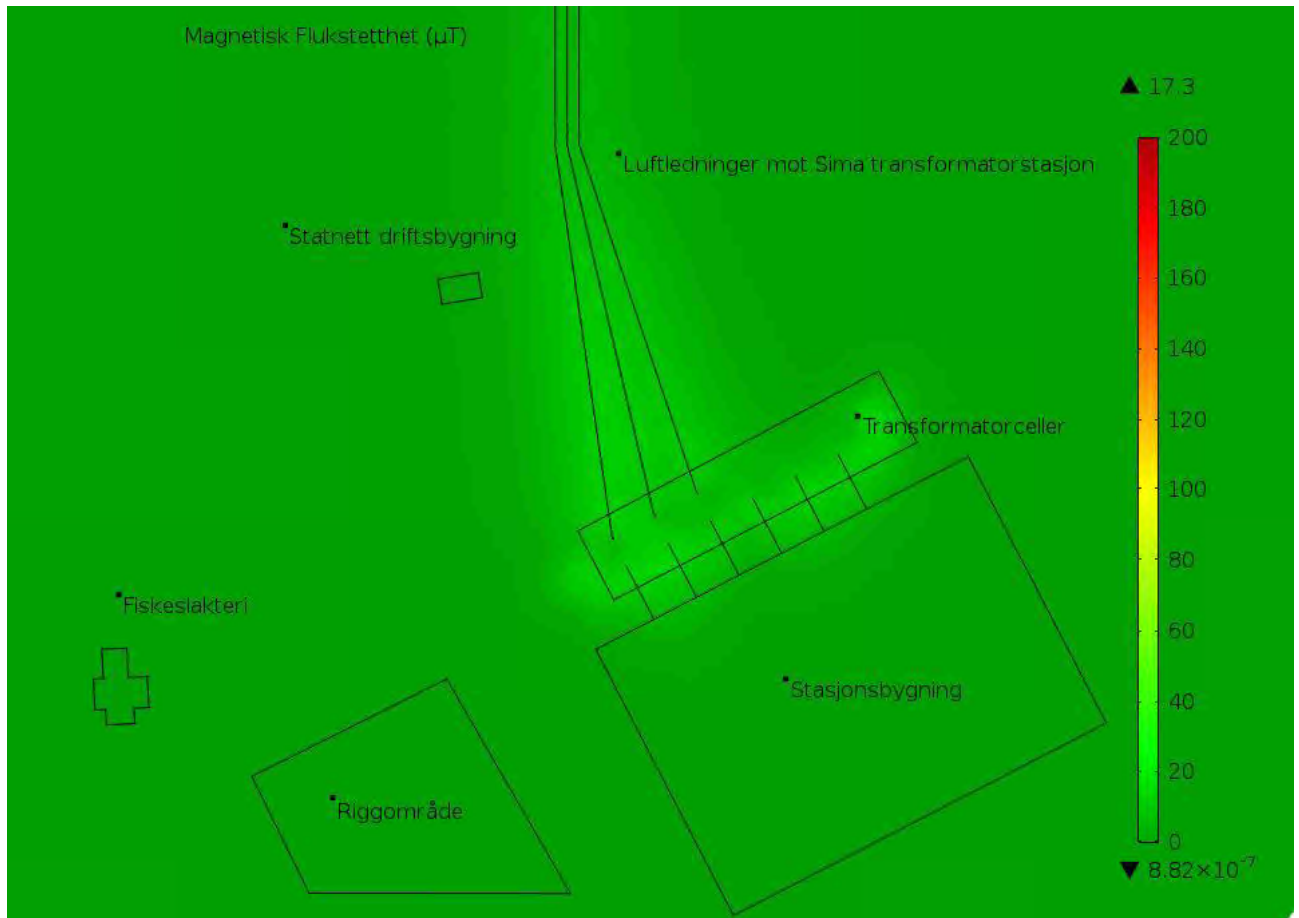 Magnetisk Flukstetthet (µT)
▲ 17.3
200
Luftledninger mot Sima transformatorstasjon
180
160
Statnett driftsbygning
140
120
Transformatorceller
100
80
Fiskeslakteri
60
Stasjonsbygning
40
20
Riggområde
0
▼ 8.82×10⁻⁷